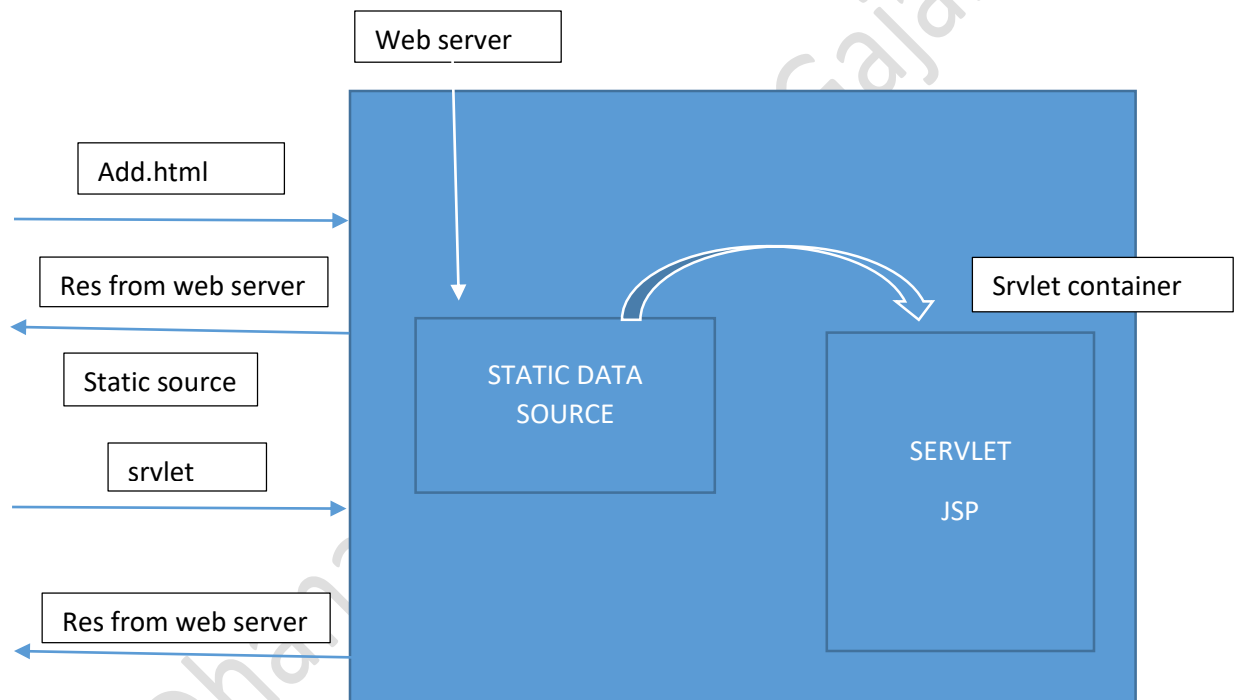 Web server
Add.html
Res from web server
Srvlet container
Static source
STATIC DATA
SOURCE
srvlet
SERVLET
JSP
Res from web server